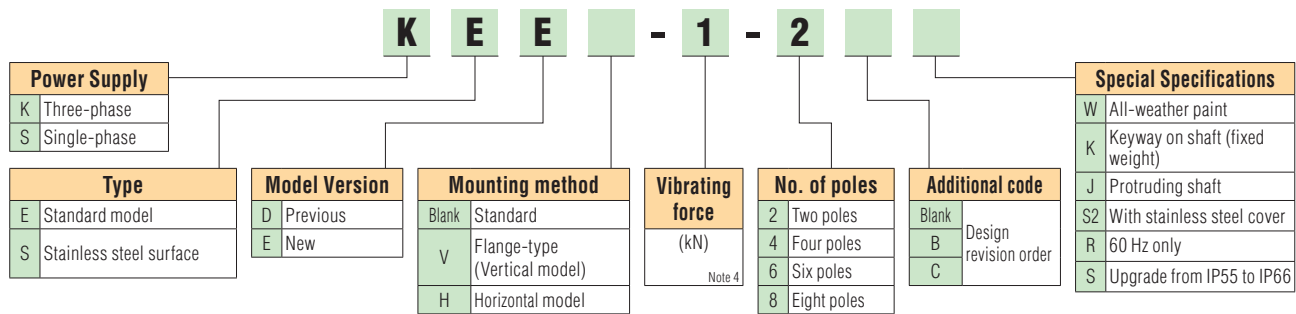 K E E - 1 - 2
Power Supply
K Three-phase
S Single-phase
Type
E Standard model
S Stainless steel surface
Model Version
D Previous
E New
Mounting method
Blank Standard
V Flange-type
(Vertical model)
H Horizontal model
Vibrating
force
(kN)
Note 4
No. of poles
2 Two poles
4 Four poles
6 Six poles
8 Eight poles
Additional code
Blank
B
C
Design
revision order
Special Specifications
W All-weather paint
K Keyway on shaft (fixed
weight)
J Protruding shaft
S2 With stainless steel cover
R 60 Hz only
S Upgrade from IP55 to IP66